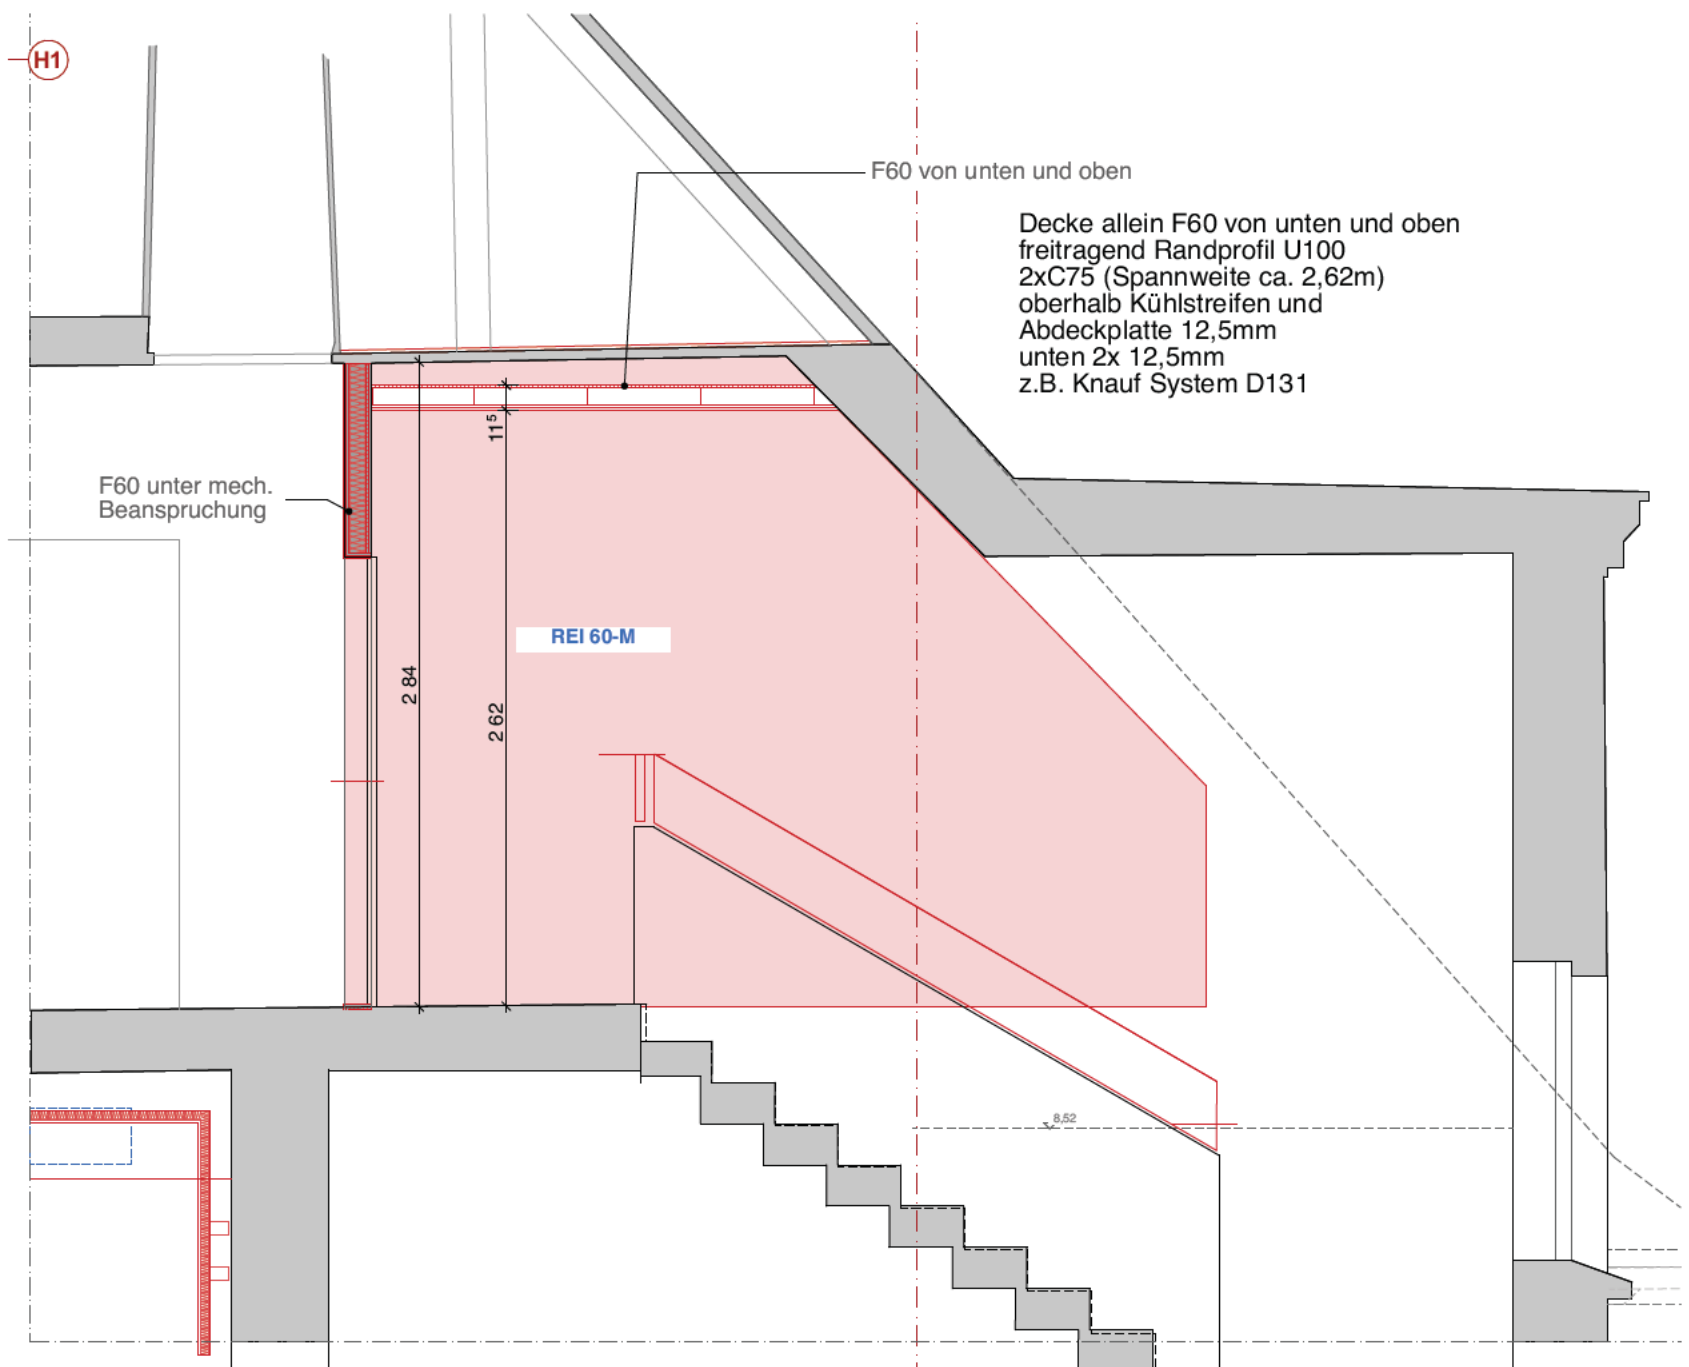 H1
F60 von unten und oben
Decke allein F60 von unten und oben
freitragend Randprofil U100
2xC75 (Spannweite ca. 2,62m)
oberhalb Kühlstreifen und
Abdeckplatte 12,5mm
unten 2x 12,5mm
z.B. Knauf System D131
11⁵
F60 unter mech.
Beanspruchung
REI 60-M
2 84
2 62
8,52